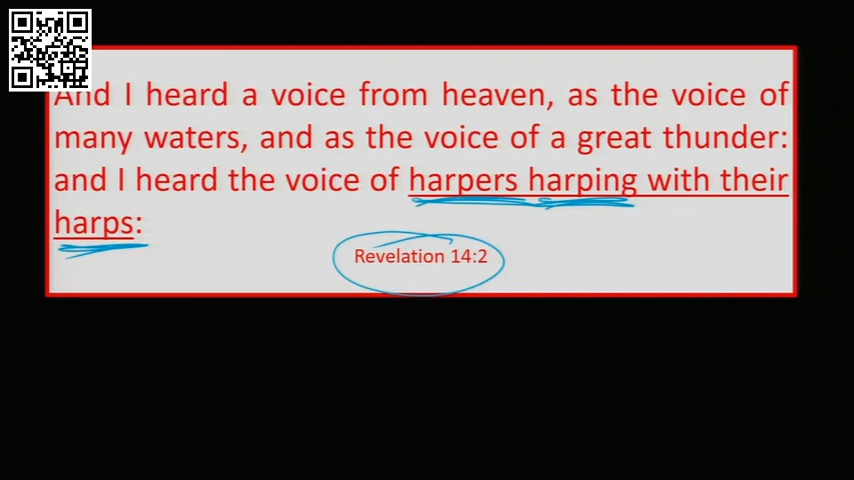 And I heard a voice from heaven, as the voice of
many waters, and as the voice of a great thunder:
and I heard the voice of harpers harping with their
harps:
Revelation 14:2